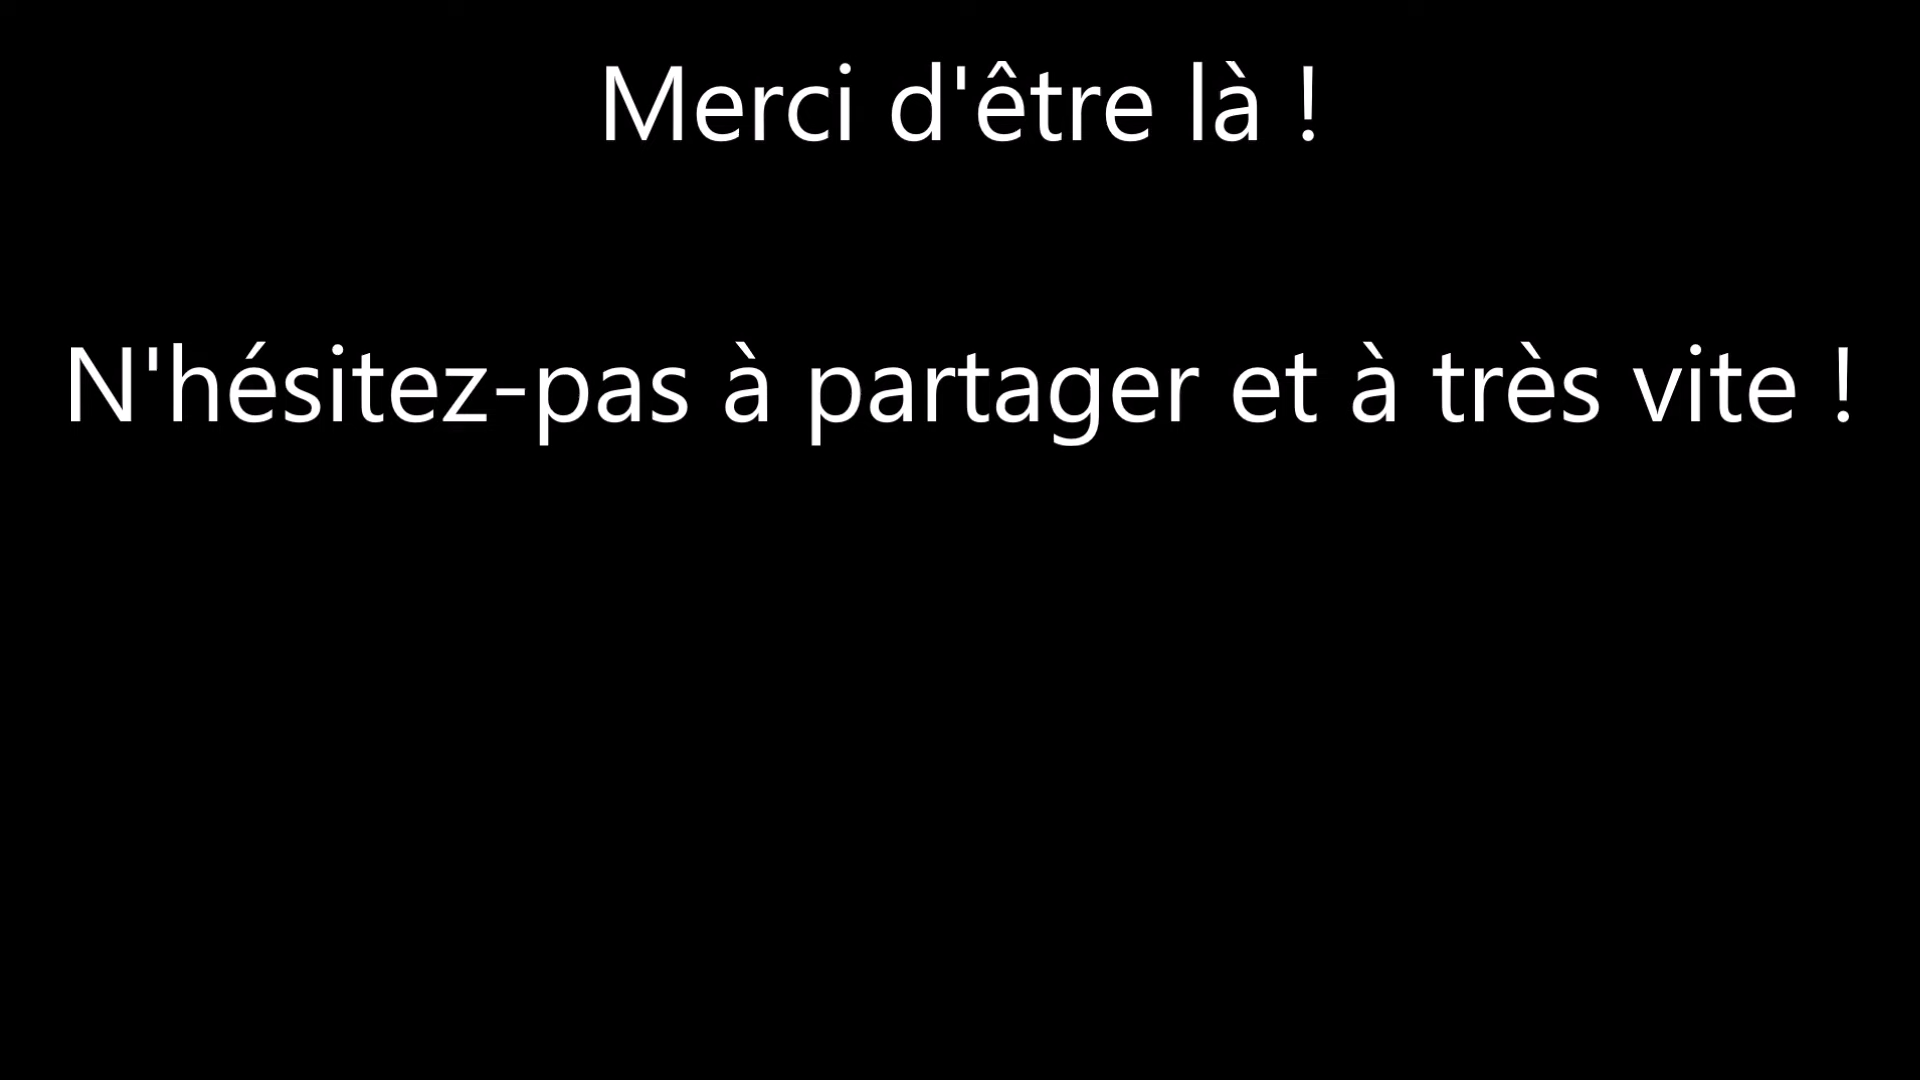 Merci d'être là !
N'hésitez-pas à partager et à très vite !